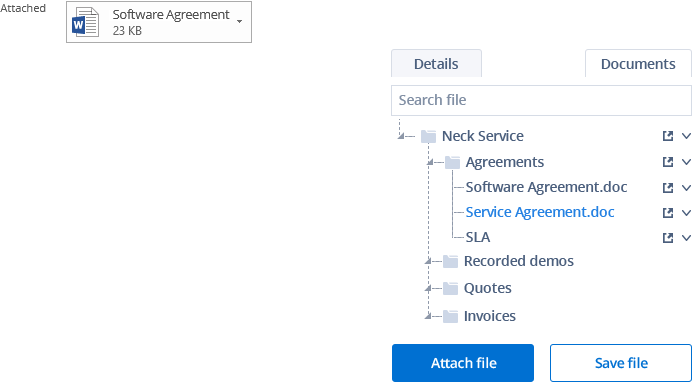 Attached
Software Agreement
23 KB
W
Details
Documents
Search file
Neck Service
Agreements
Software Agreement.doc
Service Agreement.doc
SLA
Recorded demos
Quotes
Invoices
Attach file
Save file